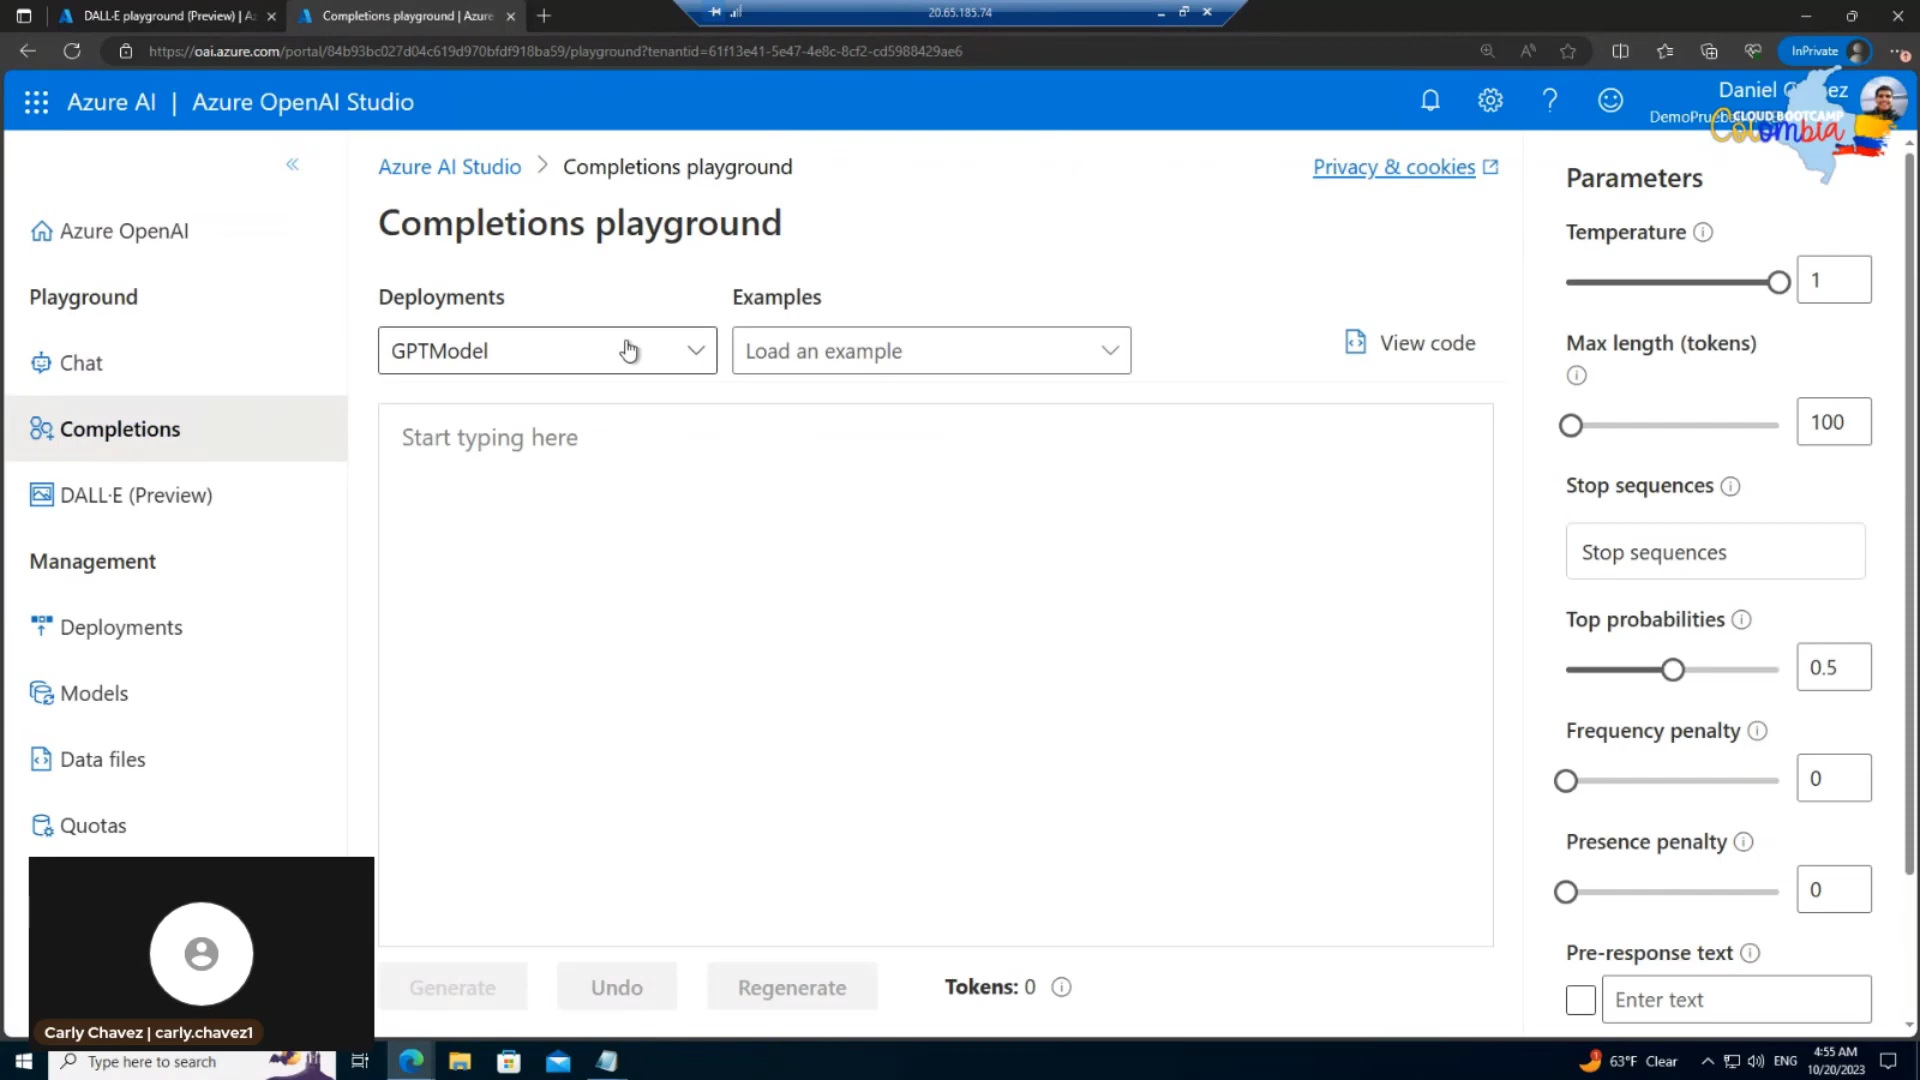 DALL·E playground (Preview) | Az
Completions playground | Azure
20.65.185.74
https://oai.azure.com/portal/84b93bc027d04c619d970bfdf918ba59/playground?tenantid=61f13e41-5e47-4e8c-8cf2-cd5988429ae6
InPrivate
Azure AI | Azure OpenAI Studio
Daniel
DemoPrueb
CLOUD BOOTCAMP
Colombia
Azure AI Studio > Completions playground
Privacy & cookies
Completions playground
Azure OpenAI
Playground
Chat
Completions
DALL·E (Preview)
Management
Deployments
Models
Data files
Quotas
Deployments
Examples
GPTModel
Load an example
View code
Start typing here
Generate
Undo
Regenerate
Tokens: 0
Parameters
Temperature
1
Max length (tokens)
100
Stop sequences
Stop sequences
Top probabilities
0.5
Frequency penalty
0
Presence penalty
0
Pre-response text
Enter text
Carly Chavez | carly.chavez1
Type here to search
63°F Clear
ENG
4:55 AM
10/20/2023